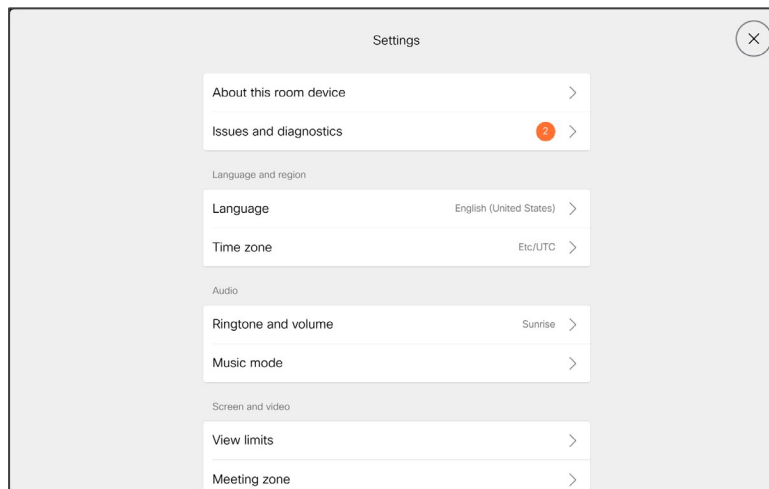 Settings
About this room device
Issues and diagnostics 2
Language and region
Language English (United States)
Time zone Etc/UTC
Audio
Ringtone and volume Sunrise
Music mode
Screen and video
View limits
Meeting zone